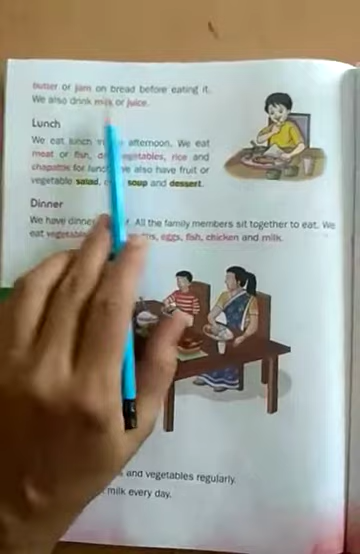 butter or jam on bread before eating it.
We also drink milk or juice.
Lunch
We eat lunch afternoon. We eat
meat or fish, vegetables, rice and
chapattis for lunch. also have fruit or
vegetable salad, soup and dessert.
Dinner
We have dinner All the family members sit together to eat. We
eat eggs, fish, chicken and milk.
and vegetables regularly.
milk every day.